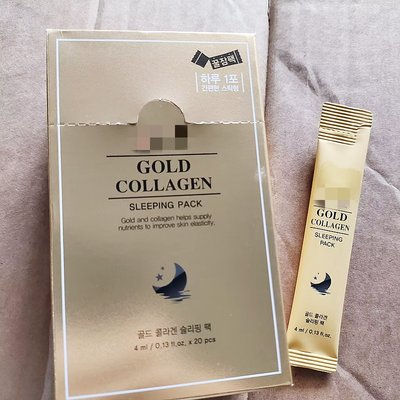 꿀잠팩
하루 1포
간편한 스틱형
GOLD
COLLAGEN
SLEEPING PACK
Gold and collagen helps supply
nutrients to improve skin elasticity.
골드 콜라겐 슬리핑 팩
4 ml / 0.13 fl.oz. x 20 pcs
GOLD
COLLAGEN
SLEEPING
PACK
골드 콜라겐
슬리핑 팩
4 ml / 0.13 fl.oz.